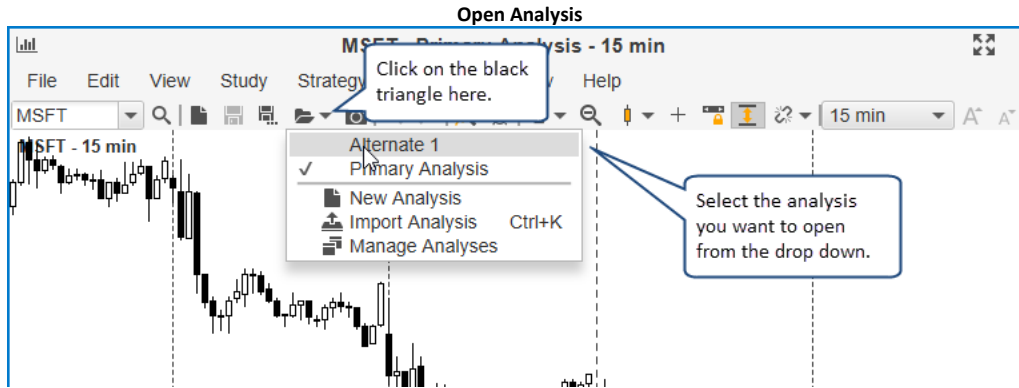 Open Analysis
MSFT - Primary Analysis - 15 min
File Edit View Study Strategy Help
Click on the black
triangle here.
MSFT 15 min A A
MSFT - 15 min
Alternate 1
✓ Primary Analysis
New Analysis
Import Analysis Ctrl+K
Manage Analyses
Select the analysis
you want to open
from the drop down.